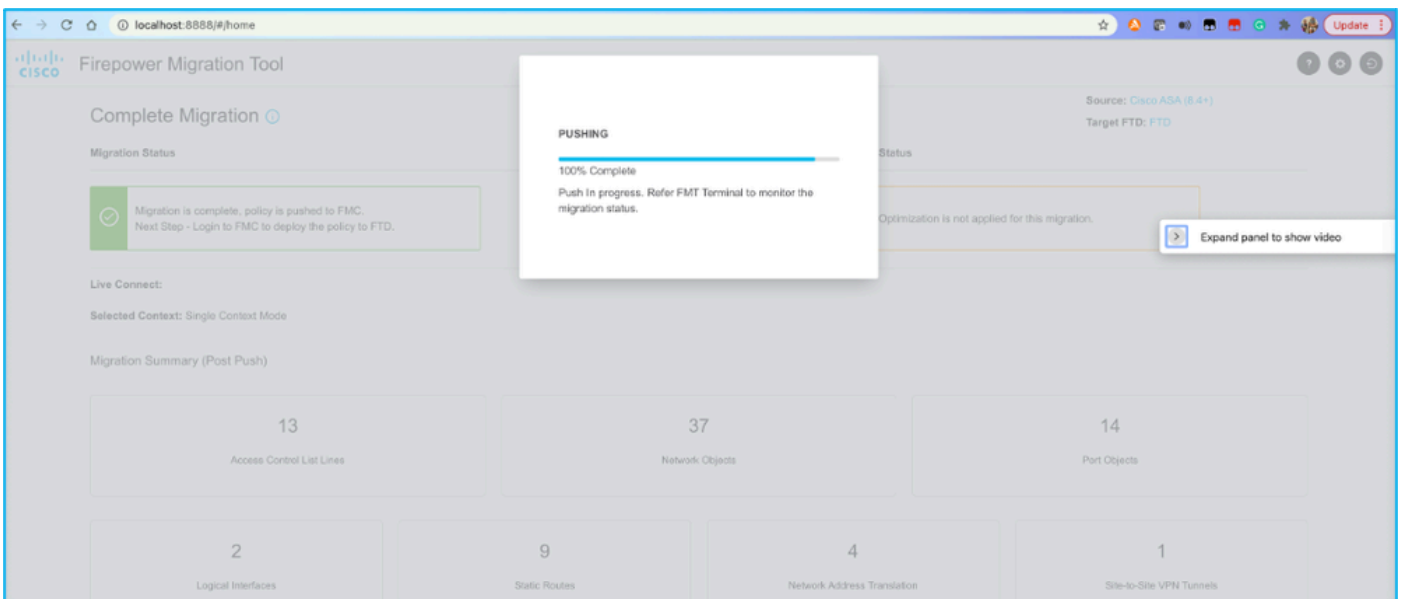 localhost:8888/#/home
Update
CISCO
Firepower Migration Tool
Complete Migration
Source: Cisco ASA (8.4+)
Target FTD: FTD
Migration Status
Status
PUSHING
100% Complete
Push In progress. Refer FMT Terminal to monitor the
migration status.
Migration is complete, policy is pushed to FMC.
Next Step - Login to FMC to deploy the policy to FTD.
Optimization is not applied for this migration.
Expand panel to show video
Live Connect:
Selected Context: Single Context Mode
Migration Summary (Post Push)
13
Access Control List Lines
37
Network Objects
14
Port Objects
2
Logical Interfaces
9
Static Routes
4
Network Address Translation
1
Site-to-Site VPN Tunnels